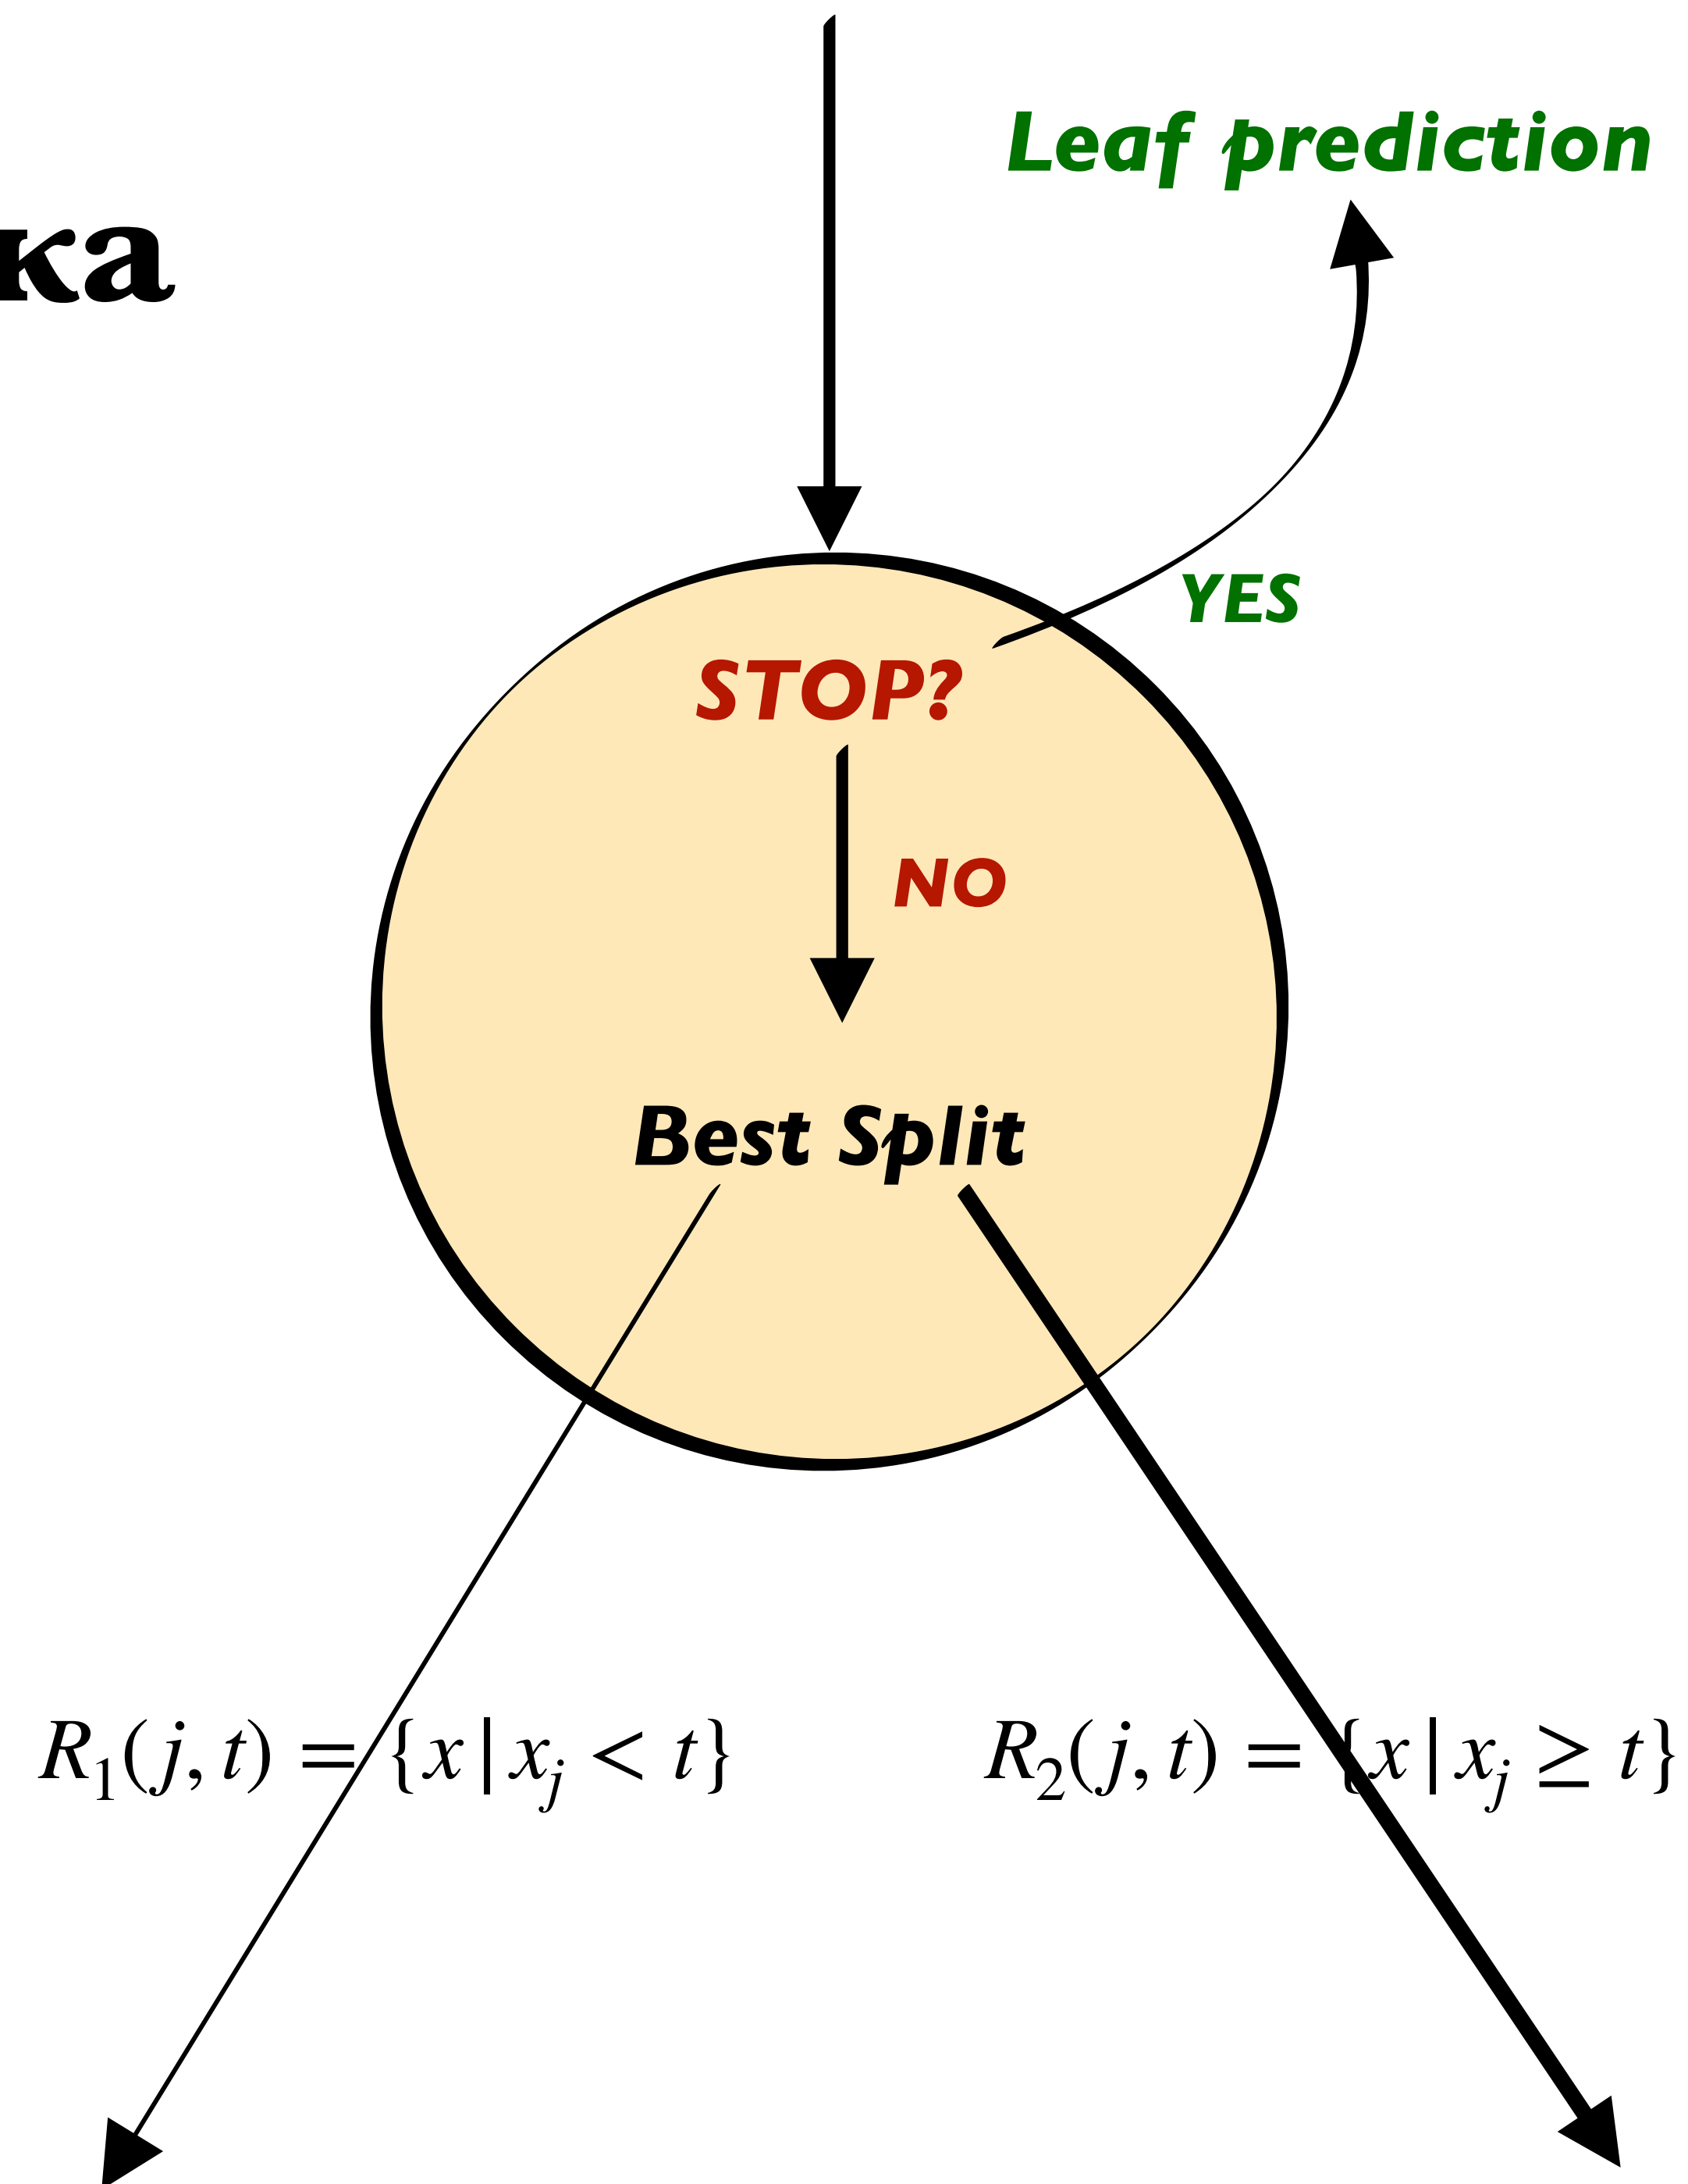 Leaf prediction
ка
YES
STOP?
NO
Best Split
R₁(j, t) = {x | xⱼ < t}
R₂(j, t) = {x | xⱼ ≥ t}